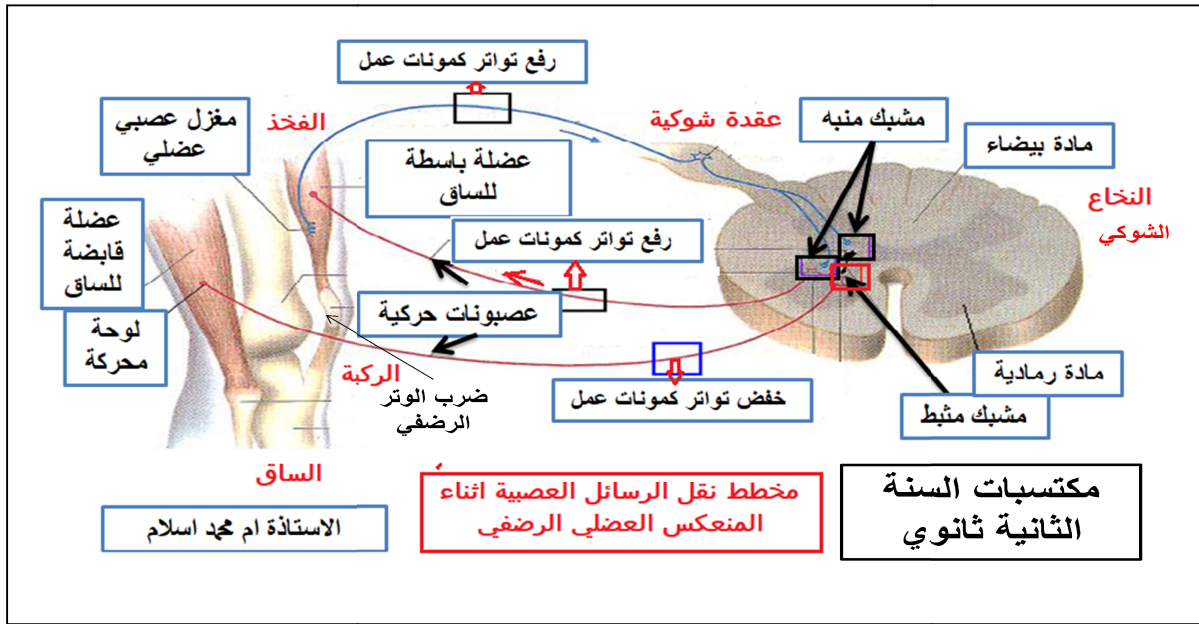 رفع تواتر كمونات عمل
مغزل عصبي
عضلي
الفخذ
عقدة شوكية
مشبك منبه
مادة بيضاء
عضلة باسطة
للساق
النخاع
الشوكي
عضلة
قابضة
للساق
رفع تواتر كمونات عمل
عصبونات حركية
لوحة
محركة
الركبة
ضرب الوتر
الرضفي
خفض تواتر كمونات عمل
مادة رمادية
مشبك مثبط
الساق
مخطط نقل الرسائل العصبية اثناء
المنعكس العضلي الرضفي
مكتسبات السنة
الثانية ثانوي
الاستاذة ام محمد اسلام